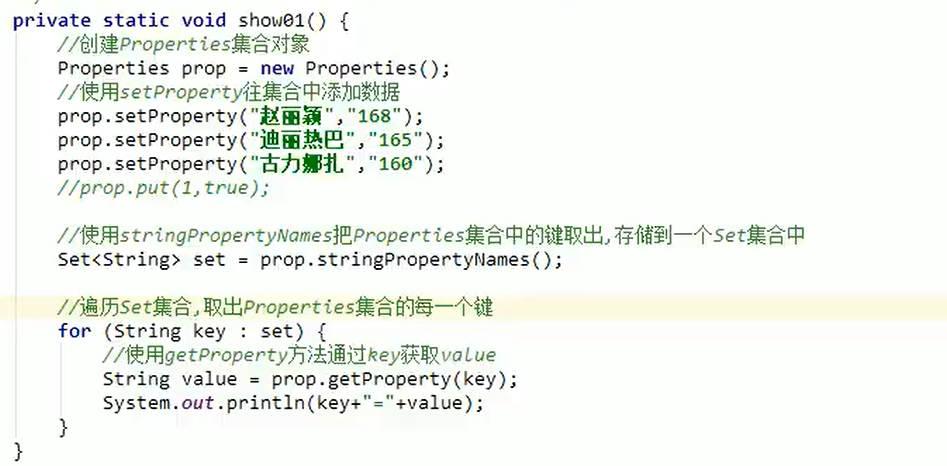 private static void show01() {
//创建Properties集合对象
Properties prop = new Properties();
//使用setProperty往集合中添加数据
prop.setProperty("赵丽颖","168");
prop.setProperty("迪丽热巴","165");
prop.setProperty("古力娜扎","160");
//prop.put(1,true);
//使用stringPropertyNames把Properties集合中的键取出,存储到一个Set集合中
Set<String> set = prop.stringPropertyNames();
//遍历Set集合,取出Properties集合的每一个键
for (String key : set) {
//使用getProperty方法通过key获取value
String value = prop.getProperty(key);
System.out.println(key+"="+value);
}
}